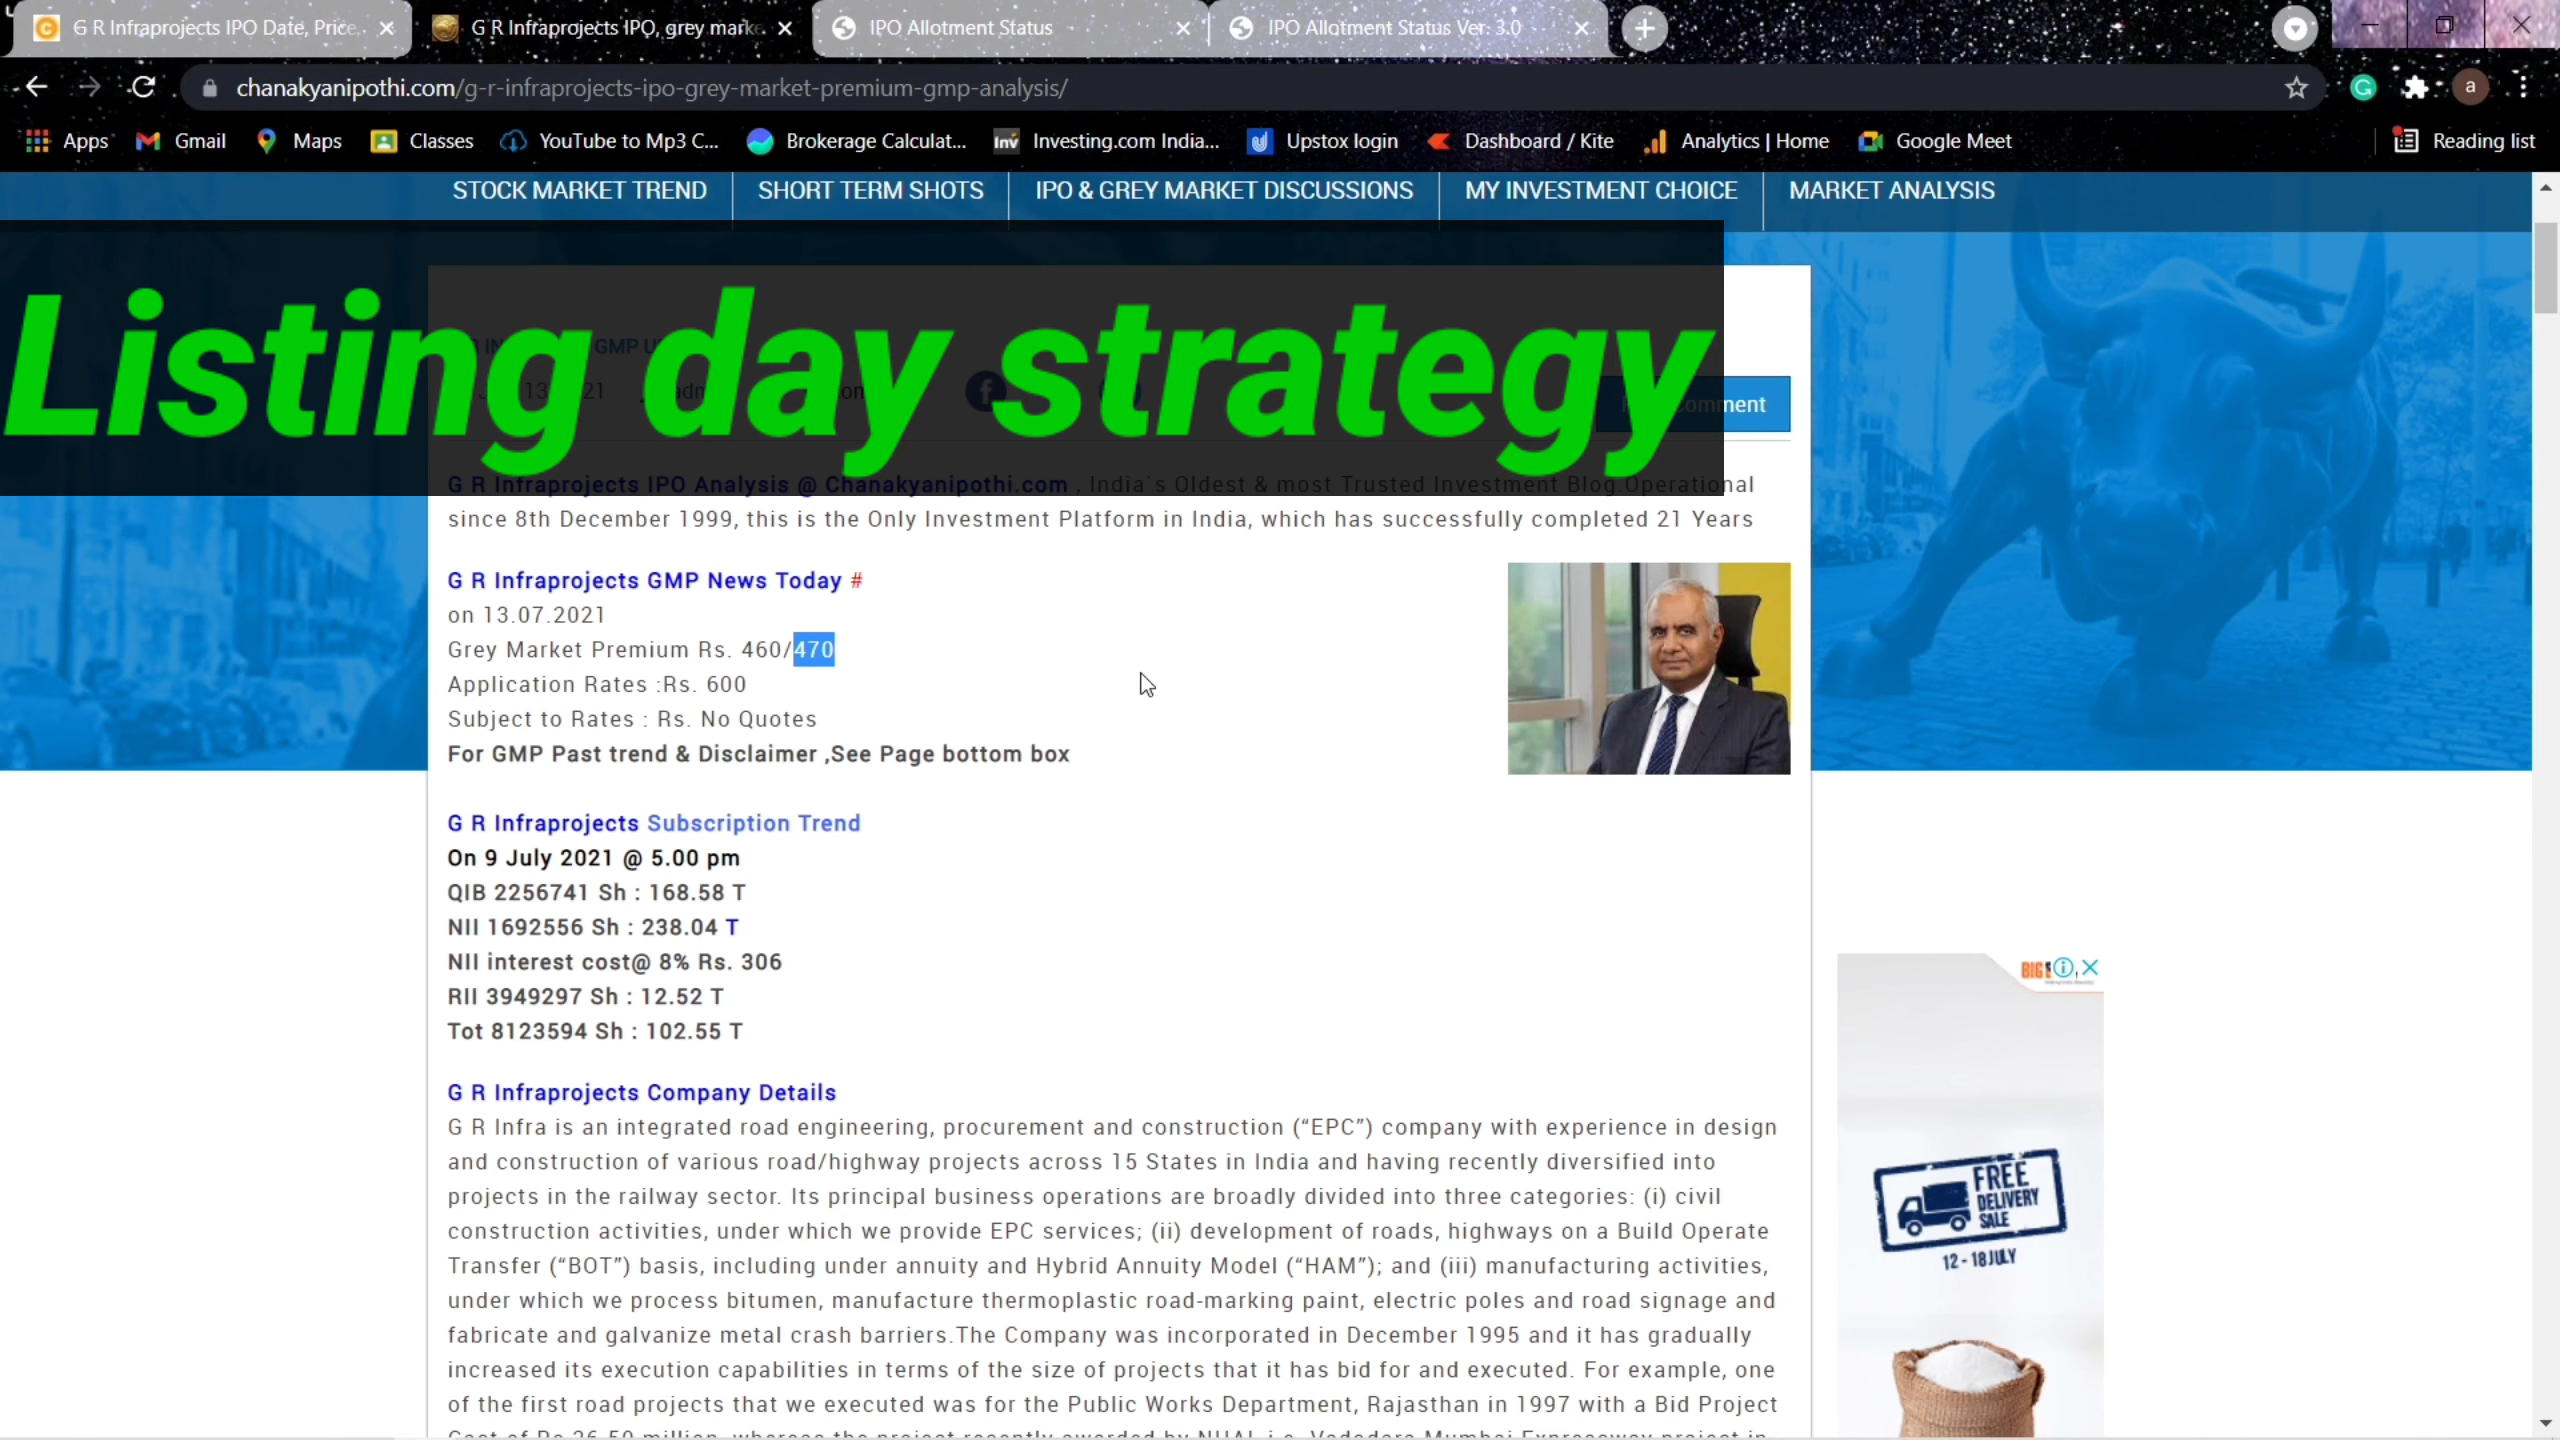 G R Infraprojects IPO Date, Price,
G R Infraprojects IPO, grey marke
IPO Allotment Status
IPO Allotment Status Ver: 3.0
chanakyanipothi.com/g-r-infraprojects-ipo-grey-market-premium-gmp-analysis/
a
Apps
Gmail
Maps
Classes
YouTube to Mp3 C...
Brokerage Calculat...
Inv
Investing.com India...
Upstox login
Dashboard / Kite
Analytics | Home
Google Meet
Reading list
STOCK MARKET TREND
SHORT TERM SHOTS
IPO & GREY MARKET DISCUSSIONS
MY INVESTMENT CHOICE
MARKET ANALYSIS
Listing day strategy
G R Infraprojects IPO Analysis @ Chanakyanipothi.com , India`s Oldest & most Trusted Investment Blog.Operational
since 8th December 1999, this is the Only Investment Platform in India, which has successfully completed 21 Years
G R Infraprojects GMP News Today #
on 13.07.2021
Grey Market Premium Rs. 460/470
Application Rates :Rs. 600
Subject to Rates : Rs. No Quotes
For GMP Past trend & Disclaimer ,See Page bottom box
G R Infraprojects Subscription Trend
On 9 July 2021 @ 5.00 pm
QIB 2256741 Sh : 168.58 T
NII 1692556 Sh : 238.04 T
NII interest cost@ 8% Rs. 306
RII 3949297 Sh : 12.52 T
Tot 8123594 Sh : 102.55 T
G R Infraprojects Company Details
G R Infra is an integrated road engineering, procurement and construction (“EPC”) company with experience in design
and construction of various road/highway projects across 15 States in India and having recently diversified into
projects in the railway sector. Its principal business operations are broadly divided into three categories: (i) civil
construction activities, under which we provide EPC services; (ii) development of roads, highways on a Build Operate
Transfer (“BOT”) basis, including under annuity and Hybrid Annuity Model (“HAM”); and (iii) manufacturing activities,
under which we process bitumen, manufacture thermoplastic road-marking paint, electric poles and road signage and
fabricate and galvanize metal crash barriers.The Company was incorporated in December 1995 and it has gradually
increased its execution capabilities in terms of the size of projects that it has bid for and executed. For example, one
of the first road projects that we executed was for the Public Works Department, Rajasthan in 1997 with a Bid Project
BIG
FREE
DELIVERY
SALE
12 - 18 JULY